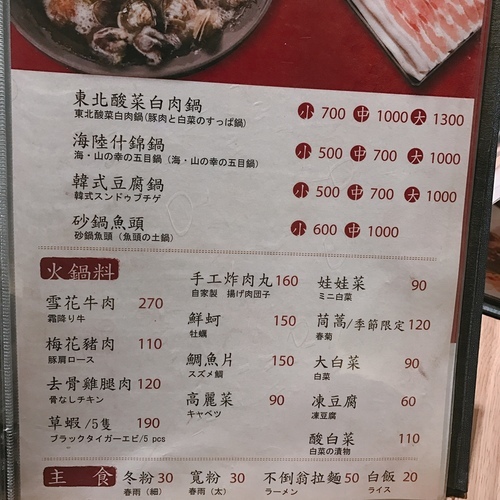 東北酸菜白肉鍋 小 700 中 1000 大 1300
東北酸菜白肉鍋(豚肉と白菜のすっぱ鍋)
海陸什錦鍋 小 500 中 700 大 1000
海・山の幸の五目鍋(海・山の幸の五目鍋)
韓式豆腐鍋 小 500 中 700 大 1000
韓式スンドゥブチゲ
砂鍋魚頭 小 600 中 1000
砂鍋魚頭(魚頭の土鍋)
火鍋料
雪花牛肉 270
霜降り牛
梅花豬肉 110
豚肩ロース
去骨雞腿肉 120
骨なしチキン
草蝦/5隻 190
ブラックタイガーエビ/5 pcs
手工炸肉丸 160
自家製 揚げ肉団子
鮮蚵 150
牡蠣
鯛魚片 150
スズメ鯛
高麗菜 90
キャベツ
娃娃菜 90
ミニ白菜
茼蒿/季節限定 120
春菊
大白菜 90
白菜
凍豆腐 60
凍豆腐
酸白菜 110
白菜の漬物
主食
冬粉 30
春雨(細)
寬粉 30
春雨(太)
不倒翁拉麵 50
ラーメン
白飯 20
ライス